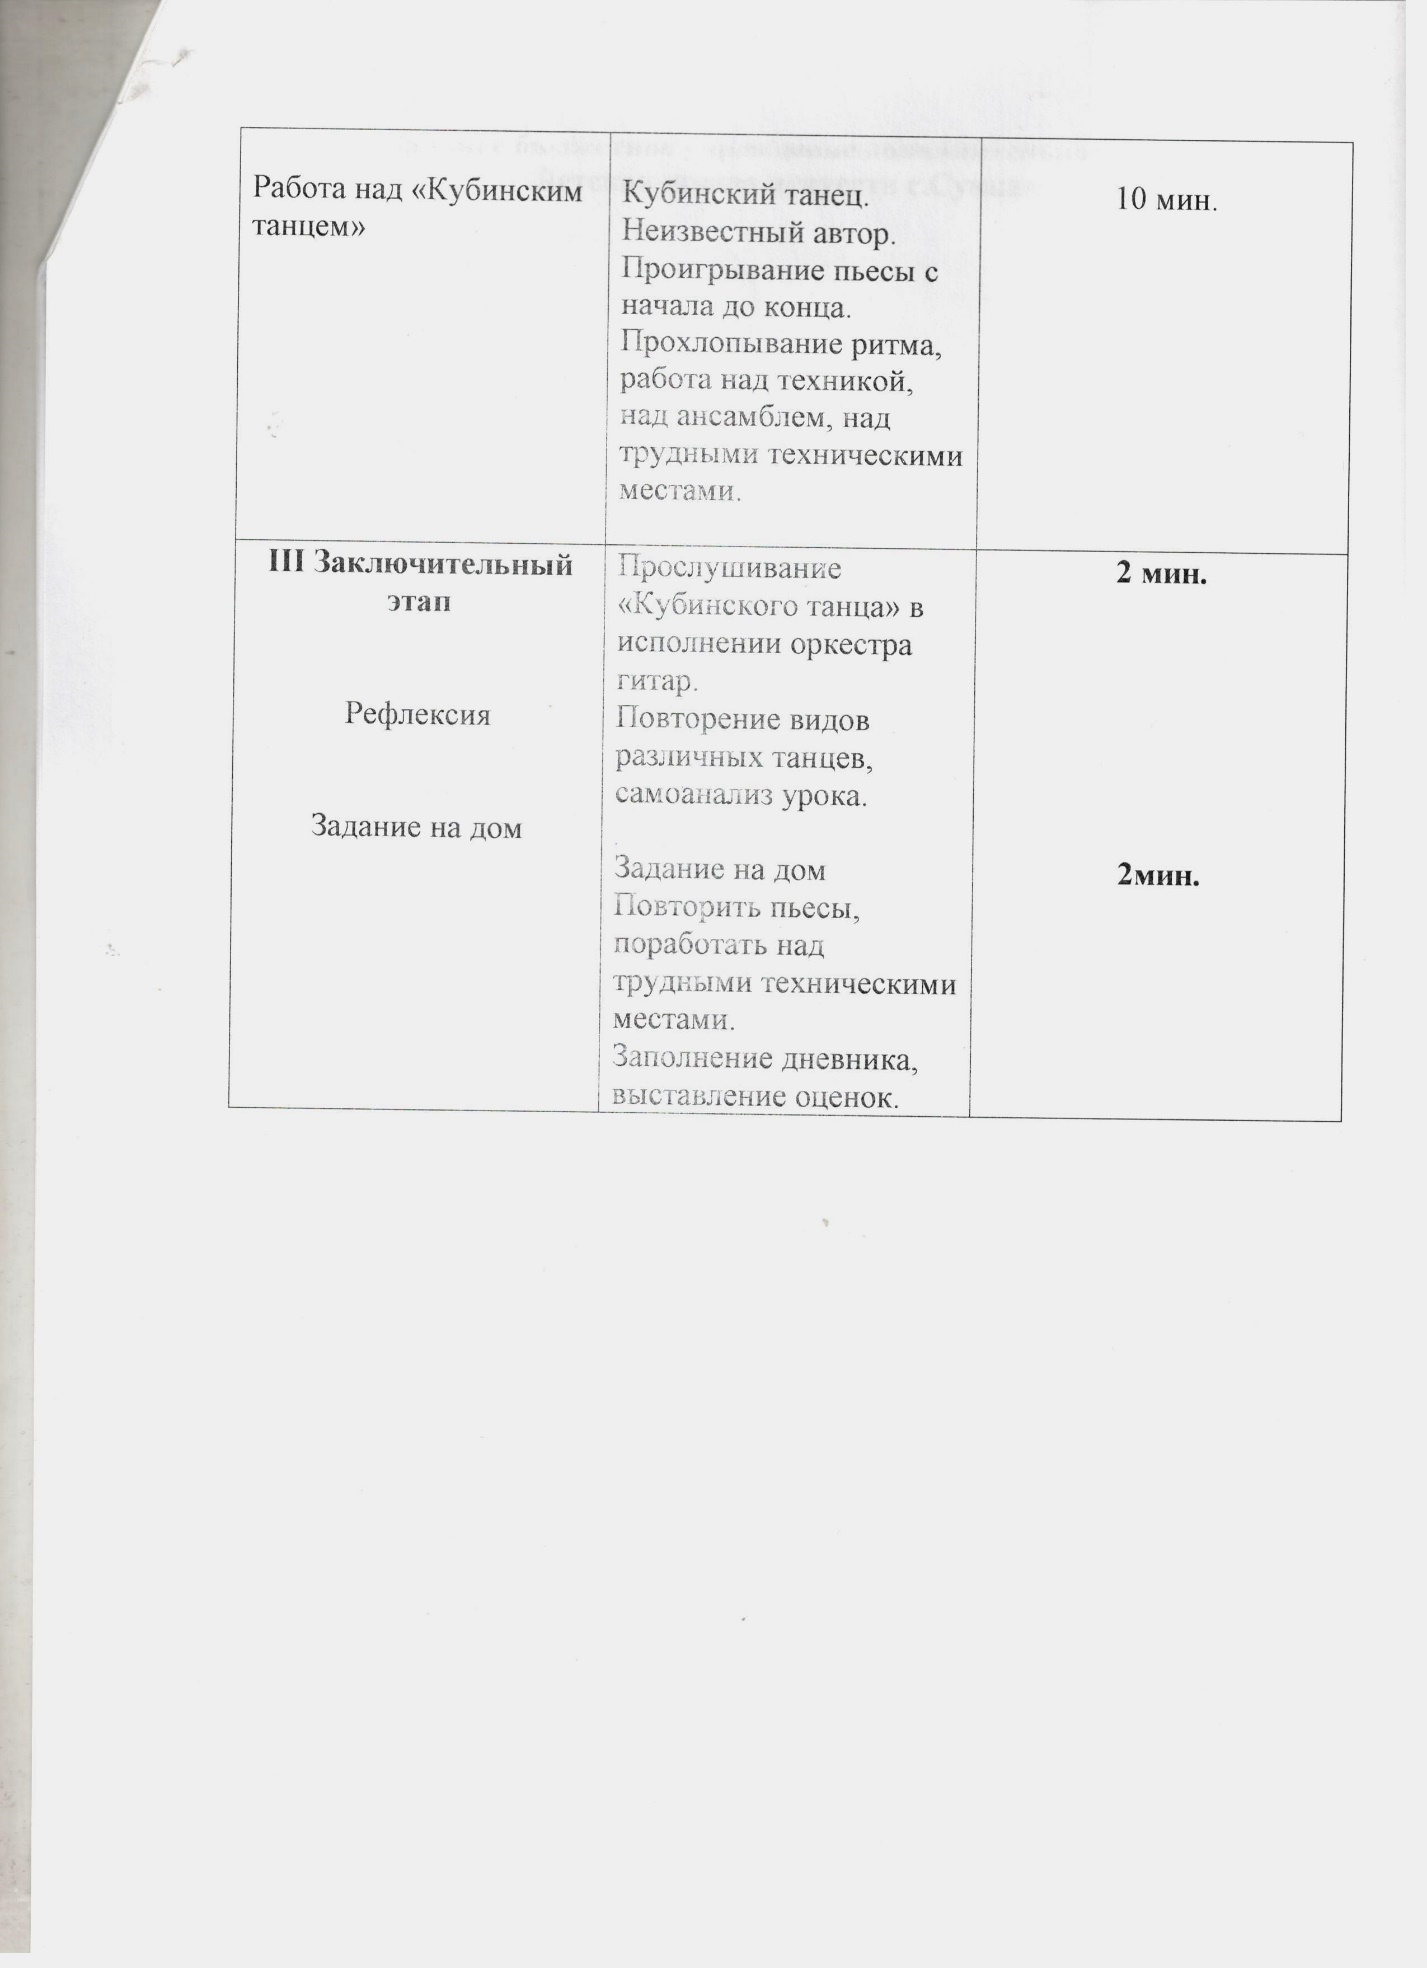 Работа над «Кубинским
танцем»
Кубинский танец.
Неизвестный автор.
Проигрывание пьесы с
начала до конца.
Прохлопывание ритма,
работа над техникой,
над ансамблем, над
трудными техническими
местами.
10 мин.
III Заключительный
этап
Рефлексия
Задание на дом
Прослушивание
«Кубинского танца» в
исполнении оркестра
гитар.
Повторение видов
различных танцев,
самоанализ урока.
Задание на дом
Повторить пьесы,
поработать над
трудными техническими
местами.
Заполнение дневника,
выставление оценок.
2 мин.
2мин.